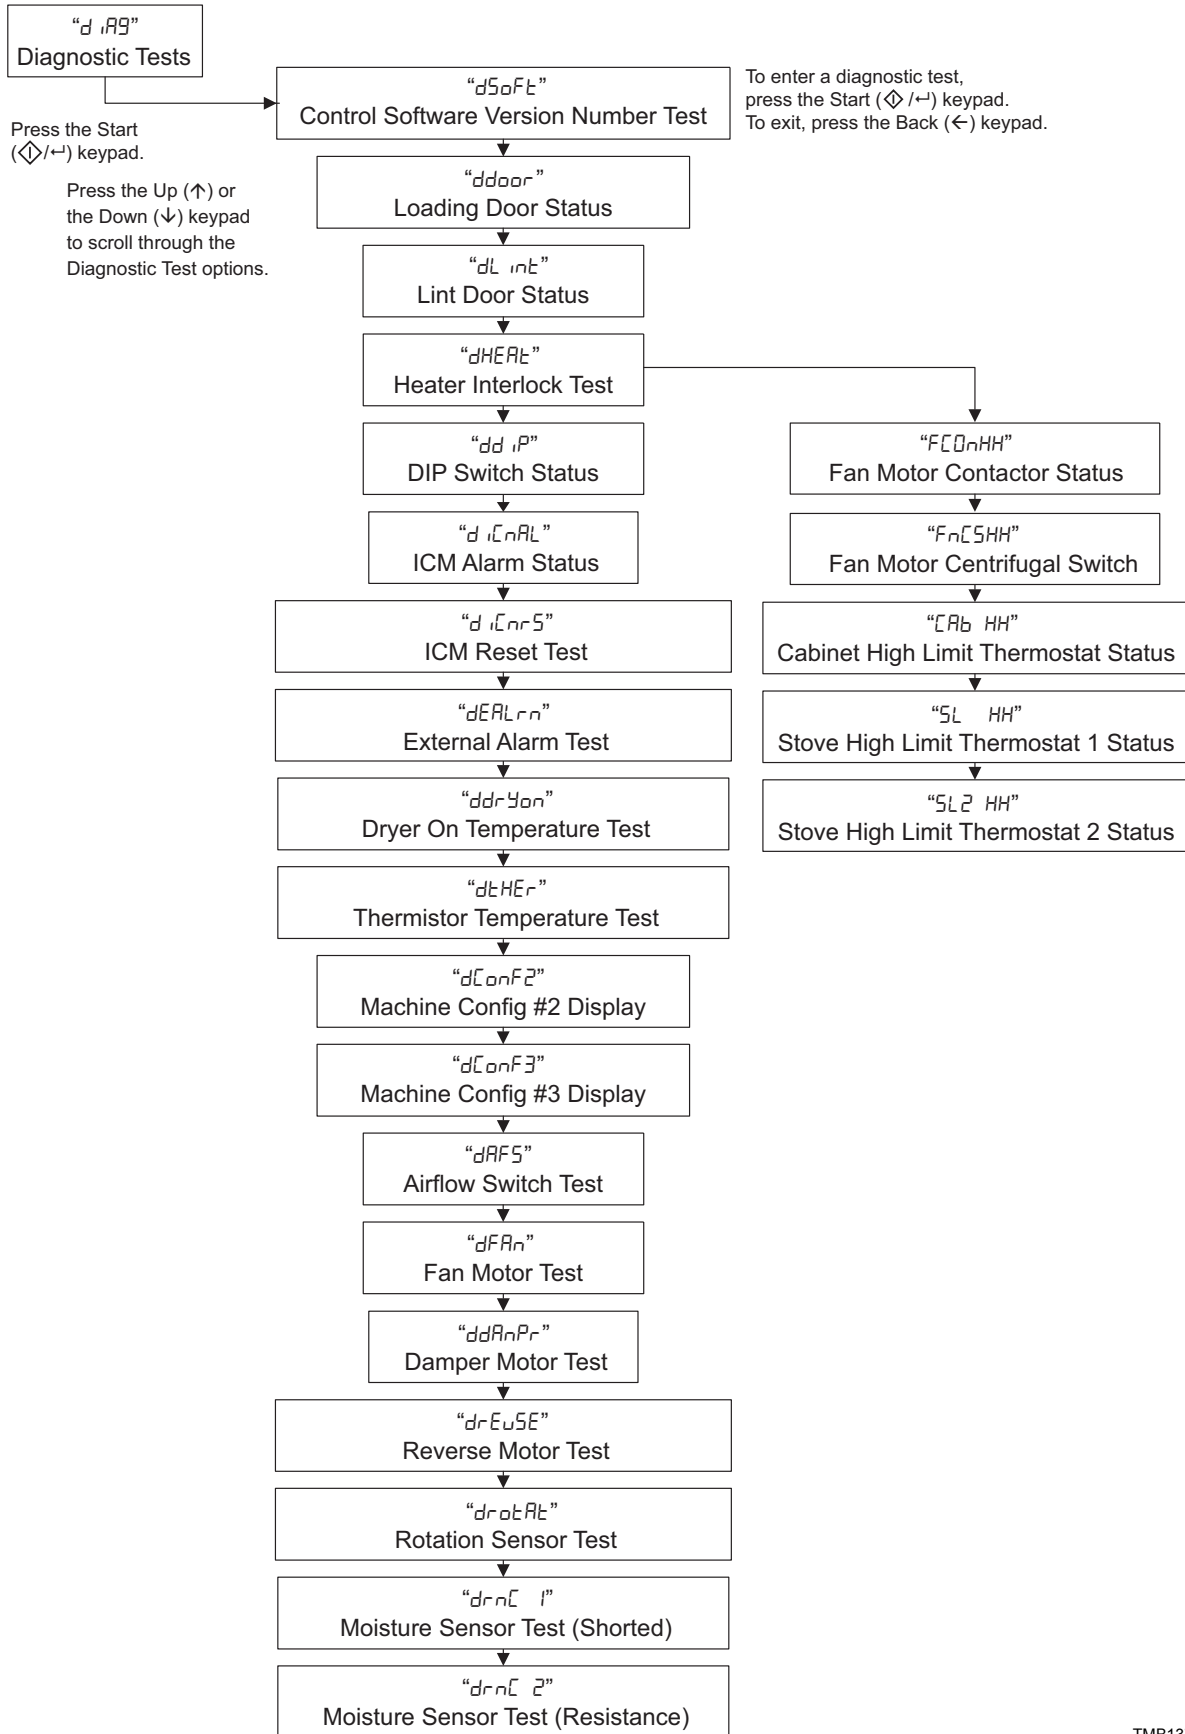 “d iAg”
Diagnostic Tests
Press the Start
(/↵) keypad.
Press the Up (↑) or
the Down (↓) keypad
to scroll through the
Diagnostic Test options.
“dSoFt”
Control Software Version Number Test
To enter a diagnostic test,
press the Start ( /↵) keypad.
To exit, press the Back (←) keypad.
“ddoor”
Loading Door Status
“dL int”
Lint Door Status
“dHEAt”
Heater Interlock Test
“dd iP”
DIP Switch Status
“d iCnAL”
ICM Alarm Status
“d iCnrS”
ICM Reset Test
“dEALrn”
External Alarm Test
“ddrYon”
Dryer On Temperature Test
“dtHEr”
Thermistor Temperature Test
“dConF2”
Machine Config #2 Display
“dConF3”
Machine Config #3 Display
“dAFS”
Airflow Switch Test
“dFAn”
Fan Motor Test
“ddAnPr”
Damper Motor Test
“drEuSE”
Reverse Motor Test
“drotAt”
Rotation Sensor Test
“drnC 1”
Moisture Sensor Test (Shorted)
“drnC 2”
Moisture Sensor Test (Resistance)
“FC0nHH”
Fan Motor Contactor Status
“FnCSHH”
Fan Motor Centrifugal Switch
“CAb HH”
Cabinet High Limit Thermostat Status
“SL HH”
Stove High Limit Thermostat 1 Status
“SL2 HH”
Stove High Limit Thermostat 2 Status